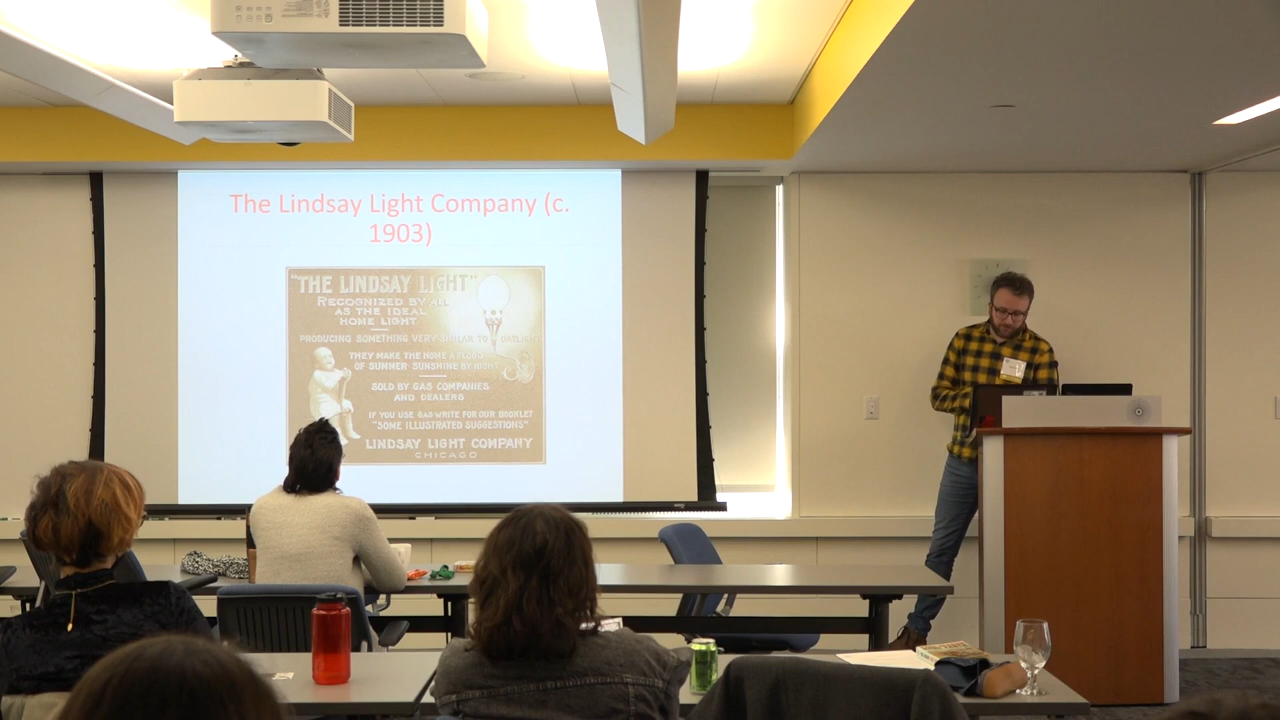 The Lindsay Light Company (c.
1903)
"THE LINDSAY LIGHT"
RECOGNIZED BY ALL
AS THE IDEAL
HOME LIGHT
PRODUCING SOMETHING VERY SIMILAR TO DAYLIGHT
THEY MAKE THE HOME A FLOOD
OF SUMMER SUNSHINE BY NIGHT
SOLD BY GAS COMPANIES
AND DEALERS
IF YOU USE GAS WRITE FOR OUR BOOKLET
"SOME ILLUSTRATED SUGGESTIONS"
LINDSAY LIGHT COMPANY
CHICAGO